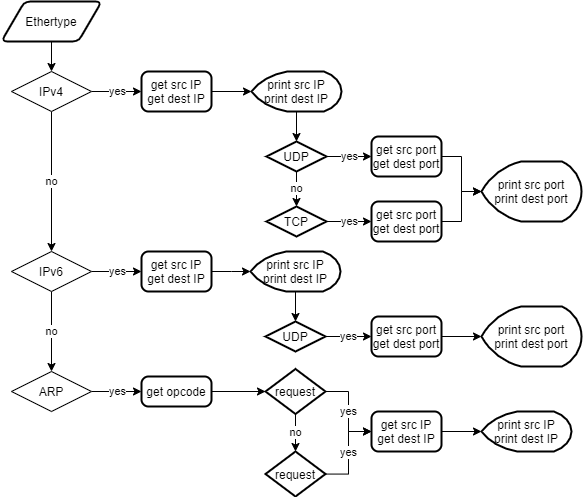 Ethertype
IPv4
yes
get src IP
get dest IP
print src IP
print dest IP
UDP
yes
get src port
get dest port
no
TCP
yes
get src port
get dest port
print src port
print dest port
no
IPv6
yes
get src IP
get dest IP
print src IP
print dest IP
UDP
yes
get src port
get dest port
print src port
print dest port
no
ARP
yes
get opcode
request
yes
no
request
yes
get src IP
get dest IP
print src IP
print dest IP